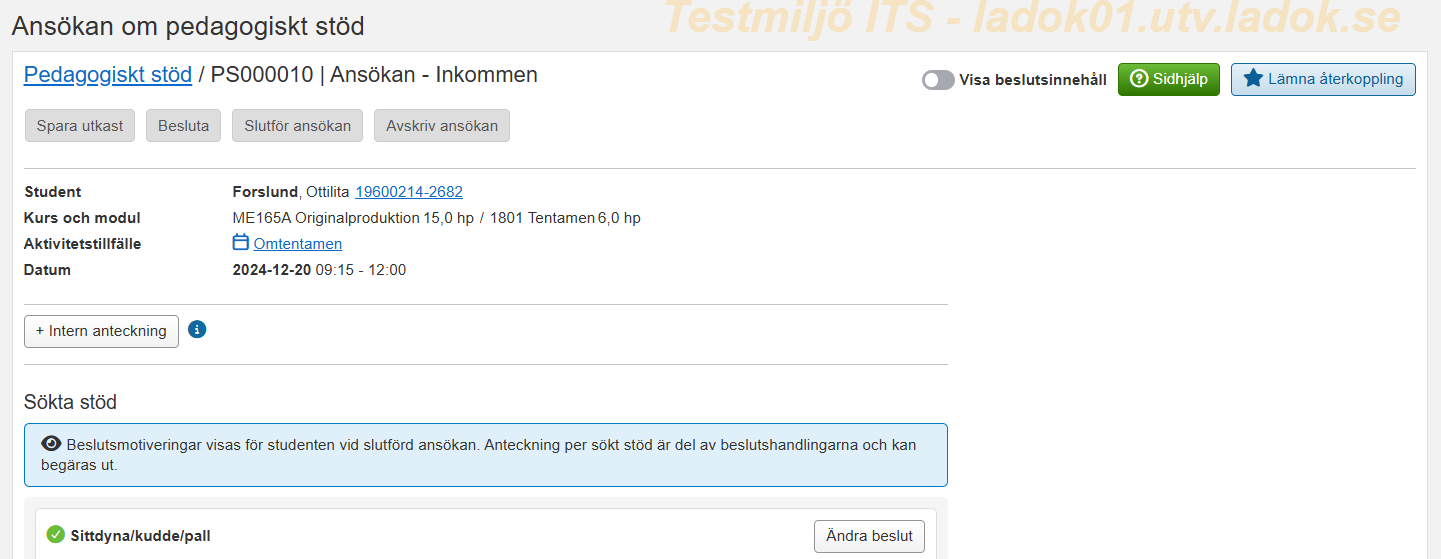 Testmiljö ITS - ladok01.utv.ladok.se
Ansökan om pedagogiskt stöd
Pedagogiskt stöd / PS000010 | Ansökan - Inkommen
Visa beslutsinnehåll
Sidhjälp
Lämna återkoppling
Spara utkast
Besluta
Slutför ansökan
Avskriv ansökan
Student Forslund, Ottilita 19600214-2682
Kurs och modul ME165A Originalproduktion 15,0 hp / 1801 Tentamen 6,0 hp
Aktivitetstillfälle Omtentamen
Datum 2024-12-20 09:15 - 12:00
+ Intern anteckning
Sökta stöd
Beslutsmotiveringar visas för studenten vid slutförd ansökan. Anteckning per sökt stöd är del av beslutshandlingarna och kan
begäras ut.
Sittdyna/kudde/pall
Ändra beslut